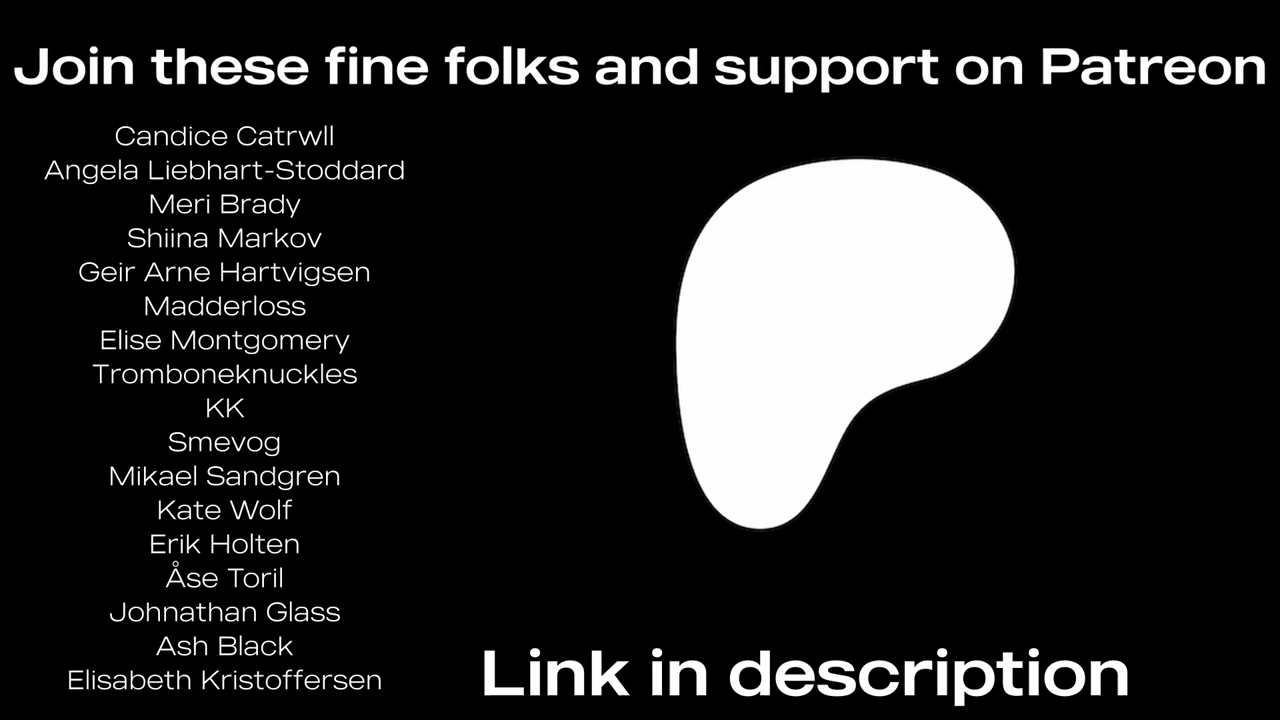 Join these fine folks and support on Patreon
Candice Catrwll
Angela Liebhart-Stoddard
Meri Brady
Shiina Markov
Geir Arne Hartvigsen
Madderloss
Elise Montgomery
Tromboneknuckles
KK
Smevog
Mikael Sandgren
Kate Wolf
Erik Holten
Åse Toril
Johnathan Glass
Ash Black
Elisabeth Kristoffersen
Link in description